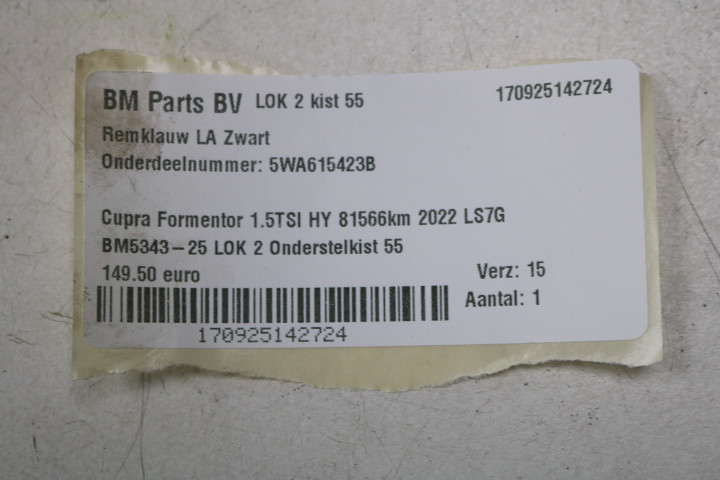 BM Parts BV LOK 2 kist 55 170925142724
Remklauw LA Zwart
Onderdeelnummer: 5WA615423B
Cupra Formentor 1.5TSI HY 81566km 2022 LS7G
BM5343-25 LOK 2 Onderstelkist 55
149.50 euro Verz: 15
Aantal: 1
170925142724